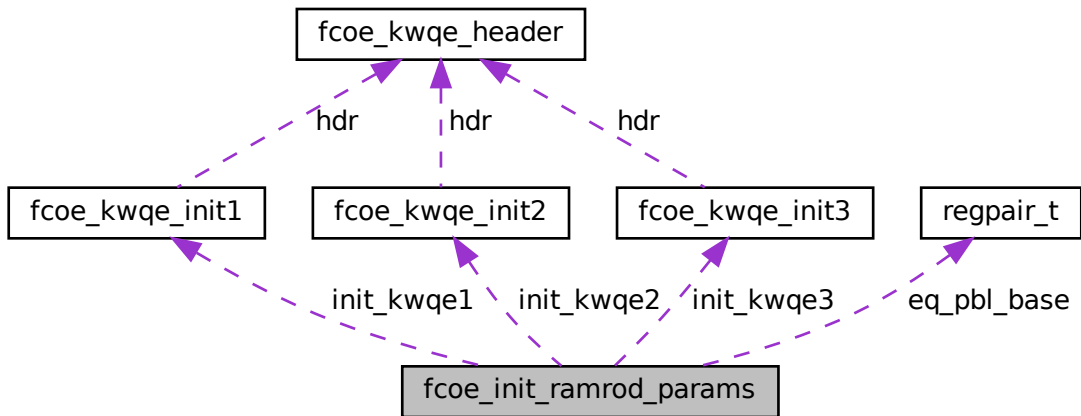 fcoe_kwqe_header
hdr
hdr
hdr
fcoe_kwqe_init1
fcoe_kwqe_init2
fcoe_kwqe_init3
regpair_t
init_kwqe1
init_kwqe2
init_kwqe3
eq_pbl_base
fcoe_init_ramrod_params